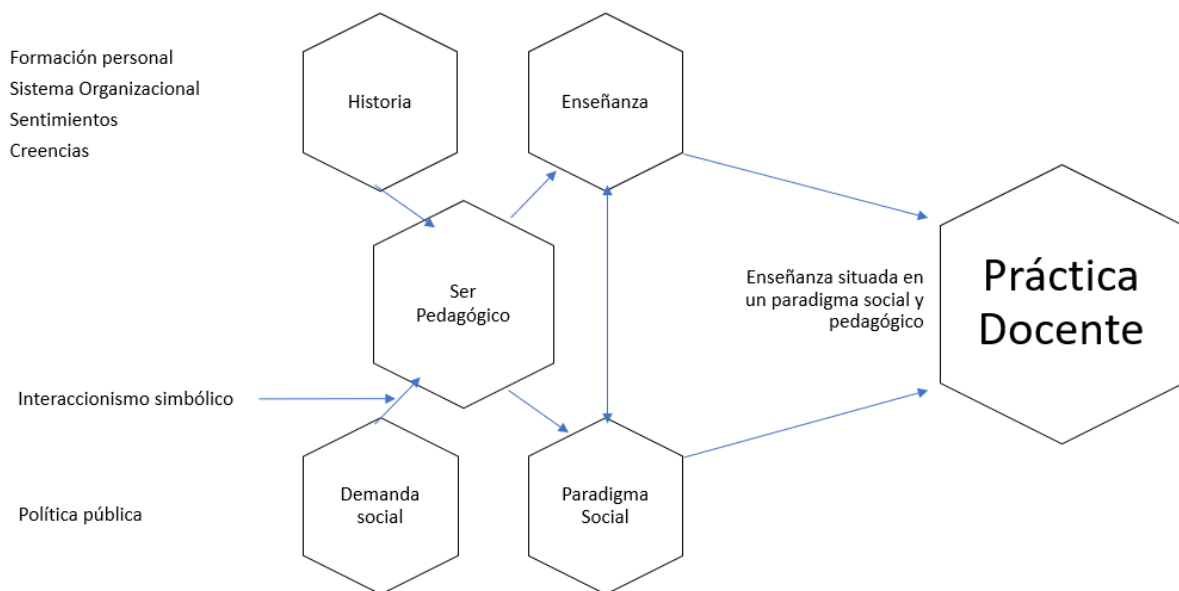 Formación personal
Sistema Organizacional
Sentimientos
Creencias
Historia
Enseñanza
Ser
Pedagógico
Enseñanza situada en
un paradigma social y
pedagógico
Práctica
Docente
Interaccionismo simbólico
Política pública
Demanda
social
Paradigma
Social